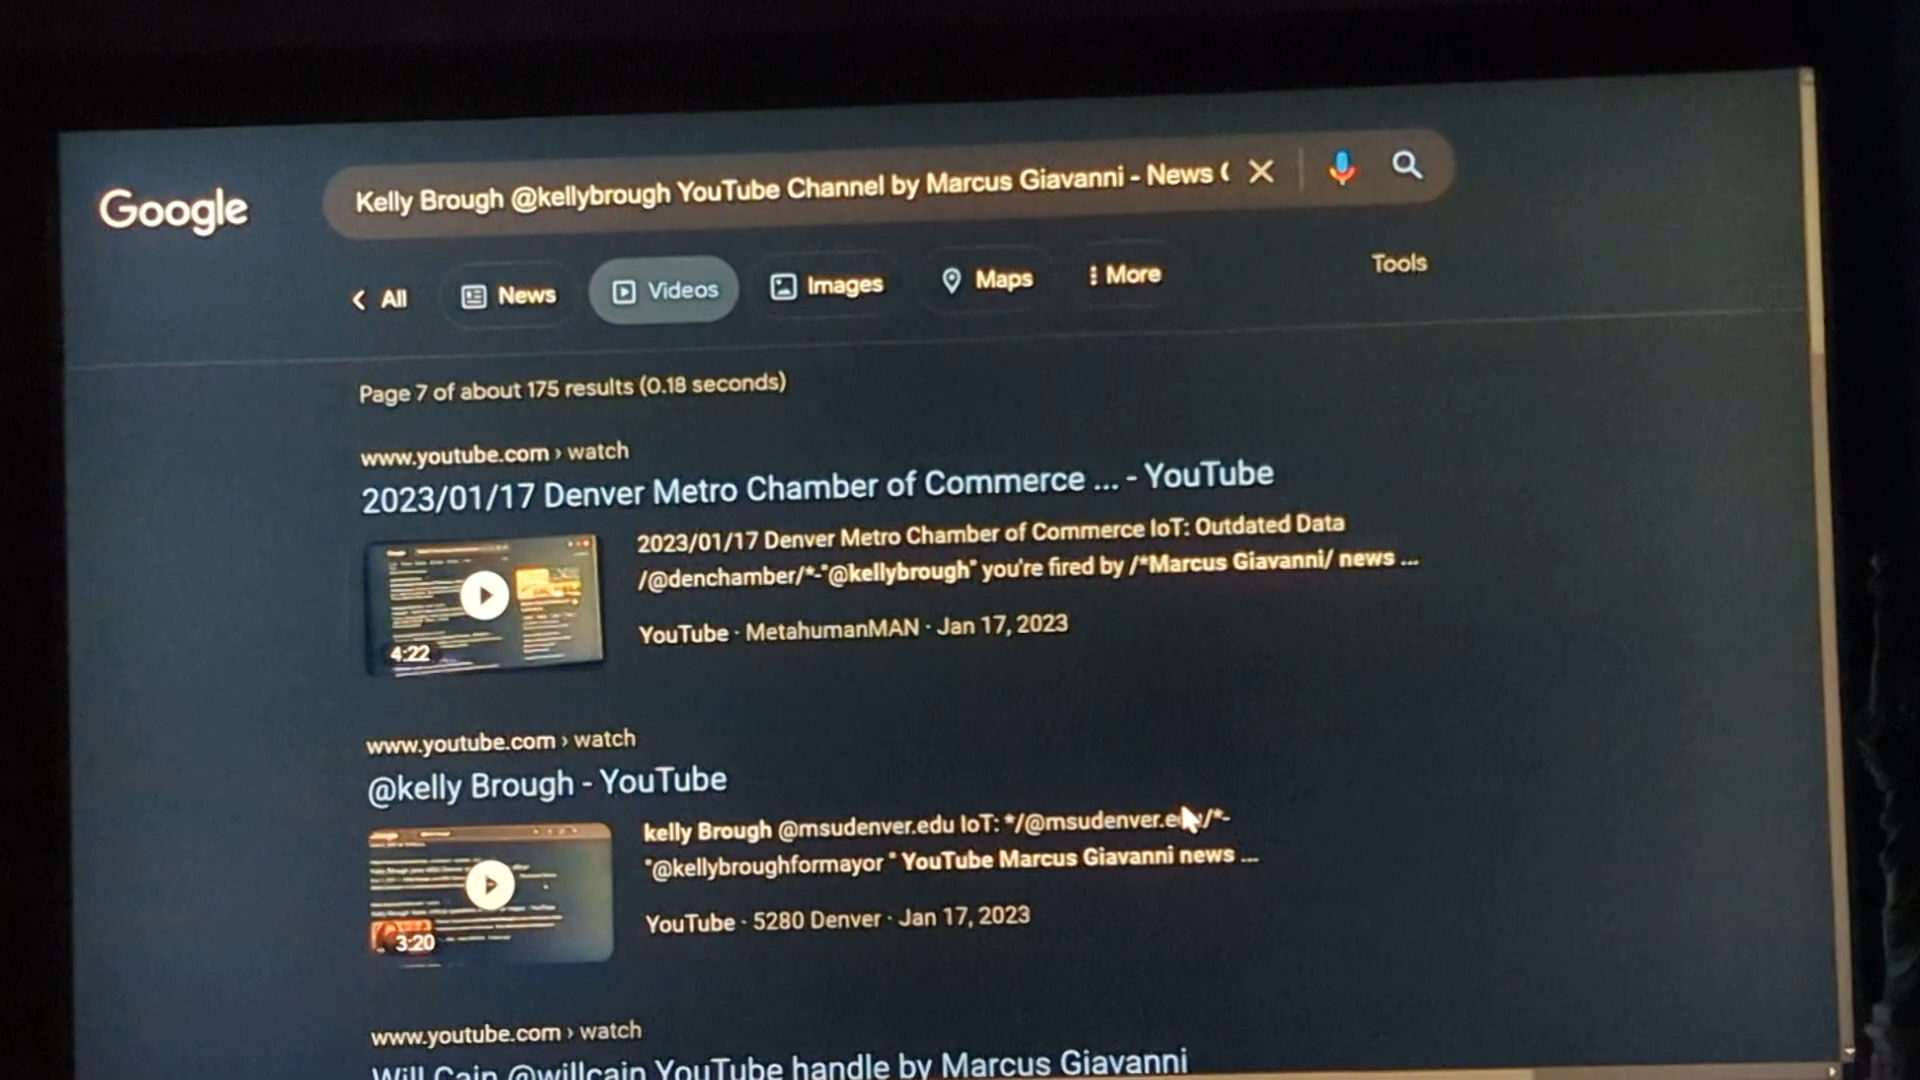 Google
Kelly Brough @kellybrough YouTube Channel by Marcus Giavanni - News
All News Videos Images Maps More Tools
Page 7 of about 175 results (0.18 seconds)
www.youtube.com › watch
2023/01/17 Denver Metro Chamber of Commerce ... - YouTube
2023/01/17 Denver Metro Chamber of Commerce IoT: Outdated Data
/@denchamber/*-"@kellybrough" you're fired by /*Marcus Giavanni/ news ...
YouTube · MetahumanMAN · Jan 17, 2023
4:22
www.youtube.com › watch
@kelly Brough - YouTube
kelly Brough @msudenver.edu IoT: */@msudenver.e /*-
"@kellybroughformayor " YouTube Marcus Giavanni news ...
YouTube · 5280 Denver · Jan 17, 2023
3:20
www.youtube.com › watch
Will Cain @willcain YouTube handle by Marcus Giavanni